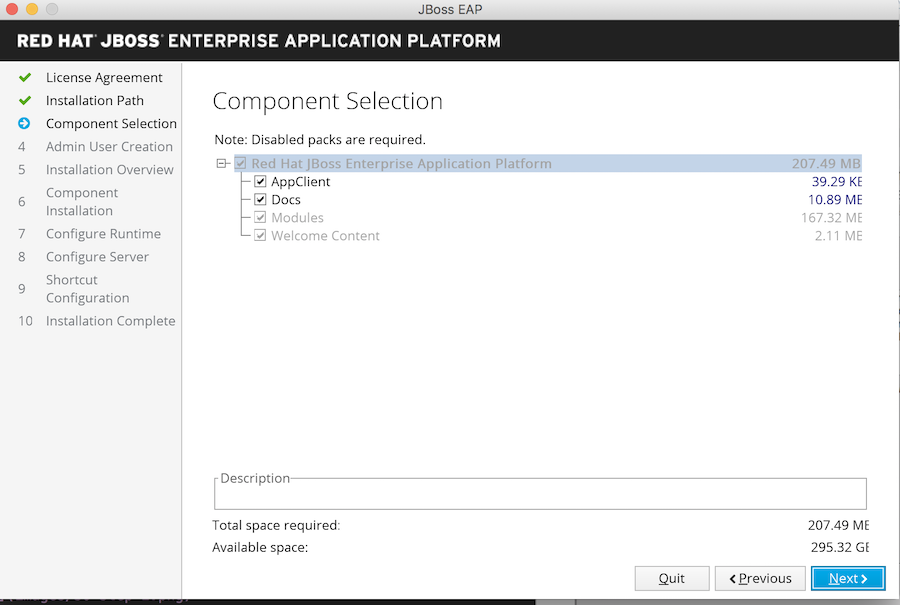 JBoss EAP
RED HAT JBOSS ENTERPRISE APPLICATION PLATFORM
License Agreement
Installation Path
Component Selection
4 Admin User Creation
5 Installation Overview
6 Component
Installation
7 Configure Runtime
8 Configure Server
9 Shortcut
Configuration
10 Installation Complete
Component Selection
Note: Disabled packs are required.
Red Hat JBoss Enterprise Application Platform 207.49 MB
AppClient 39.29 KB
Docs 10.89 MB
Modules 167.32 MB
Welcome Content 2.11 MB
Description
Total space required: 207.49 MB
Available space: 295.32 GB
Quit
Previous
Next